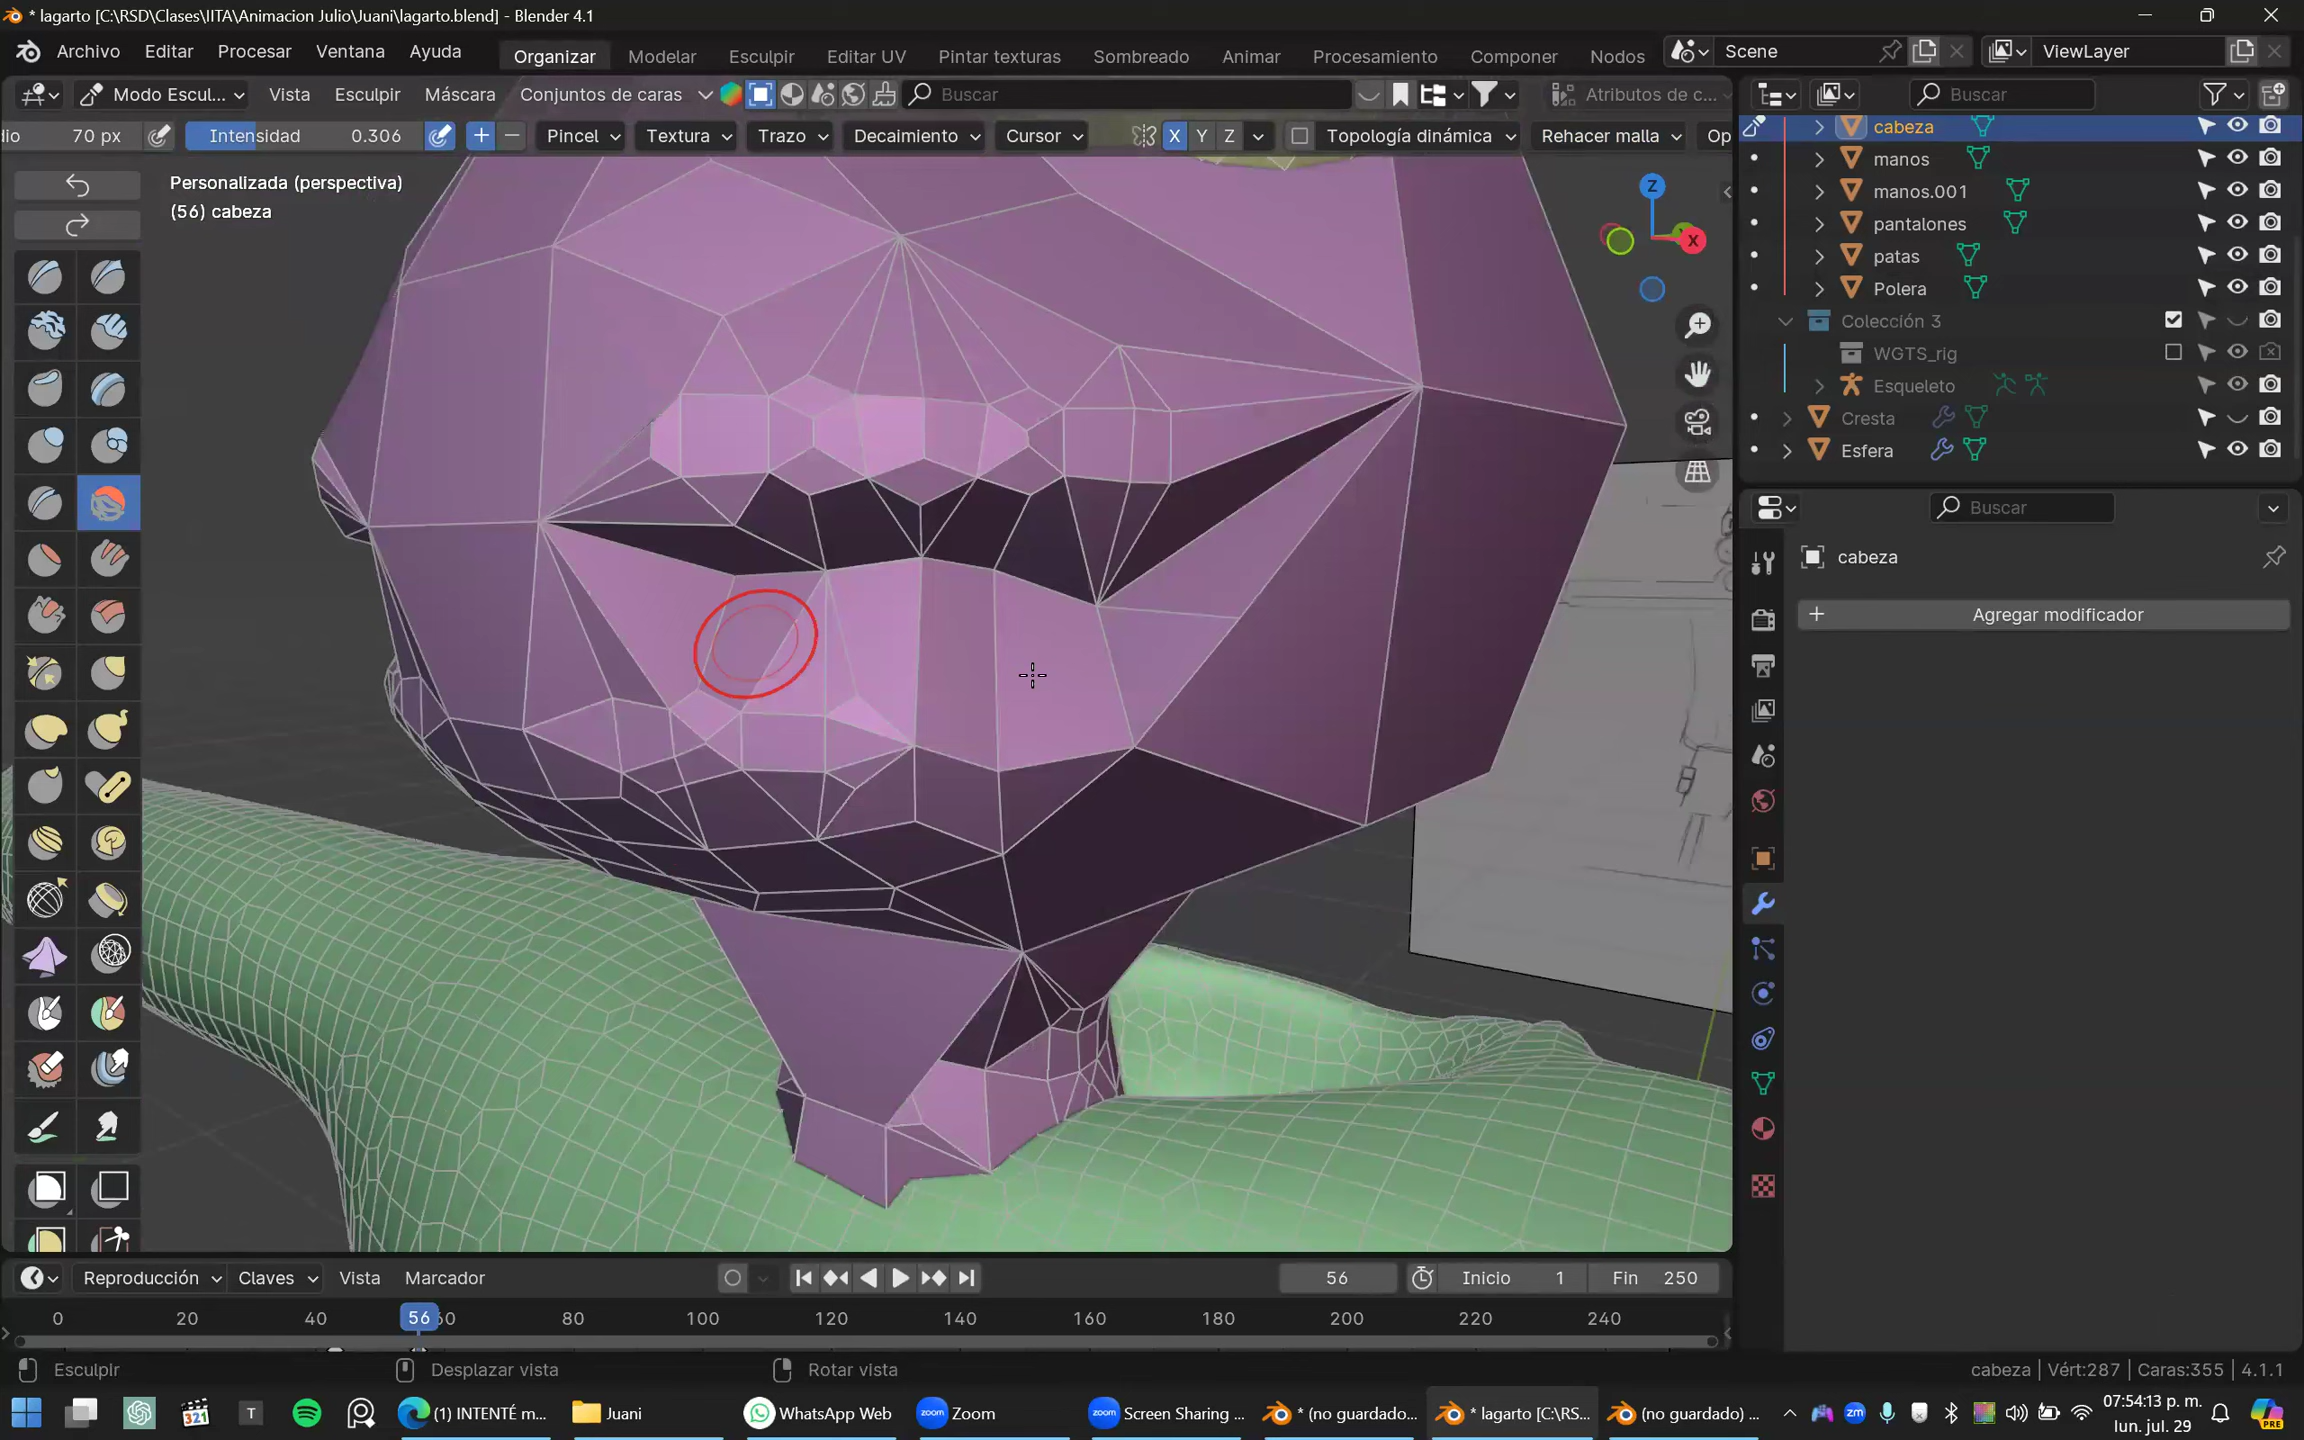 * lagarto [C:\RSD\Clases\IITA\Animacion Julio\Juani\lagarto.blend] - Blender 4.1
Archivo Editar Procesar Ventana Ayuda Organizar Modelar Esculpir Editar UV Pintar texturas Sombreado Animar Procesamiento Componer Nodos Scene ViewLayer
Modo Escul... Vista Esculpir Máscara Conjuntos de caras Buscar Atributos de c... Buscar
dio 70 px Intensidad 0.306 Pincel Textura Trazo Decaimiento Cursor X Y Z Topología dinámica Rehacer malla Op
Personalizada (perspectiva)
(56) cabeza
Z
X
cabeza
manos
manos.001
pantalones
patas
Polera
Colección 3
WGTS_rig
Esqueleto
Cresta
Esfera
Buscar
cabeza
Agregar modificador
Reproducción Claves Vista Marcador 56 Inicio 1 Fin 250
0 20 40 56 60 80 100 120 140 160 180 200 220 240
Esculpir Desplazar vista Rotar vista cabeza | Vért:287 | Caras:355 | 4.1.1
(1) INTENTÉ m... Juani WhatsApp Web Zoom Screen Sharing ... * (no guardado... * lagarto [C:\RS... (no guardado) ...
07:54:13 p. m.
lun. jul. 29